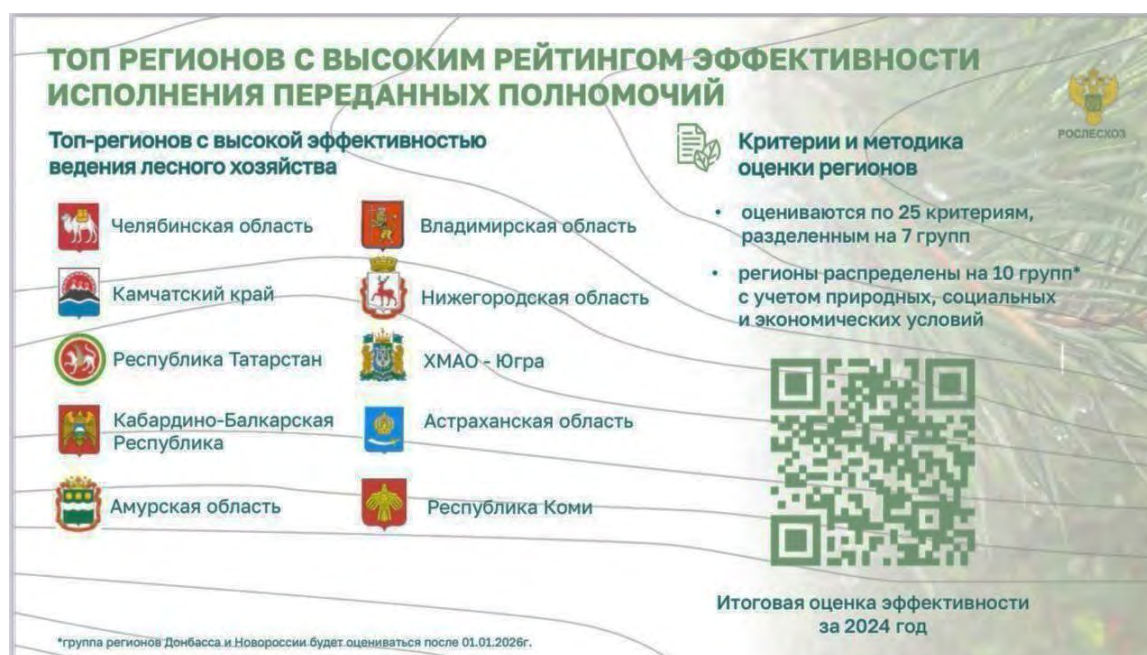 ТОП РЕГИОНОВ С ВЫСОКИМ РЕЙТИНГОМ ЭФФЕКТИВНОСТИ
ИСПОЛНЕНИЯ ПЕРЕДАННЫХ ПОЛНОМОЧИЙ
РОСЛЕСХОЗ
Топ-регионов с высокой эффективностью
ведения лесного хозяйства
Челябинская область
Камчатский край
Республика Татарстан
Кабардино-Балкарская
Республика
Амурская область
Владимирская область
Нижегородская область
ХМАО - Югра
Астраханская область
Республика Коми
Критерии и методика
оценки регионов
• оцениваются по 25 критериям,
разделенным на 7 групп
• регионы распределены на 10 групп*
с учетом природных, социальных
и экономических условий
Итоговая оценка эффективности
за 2024 год
*группа регионов Донбасса и Новороссии будет оцениваться после 01.01.2026г.